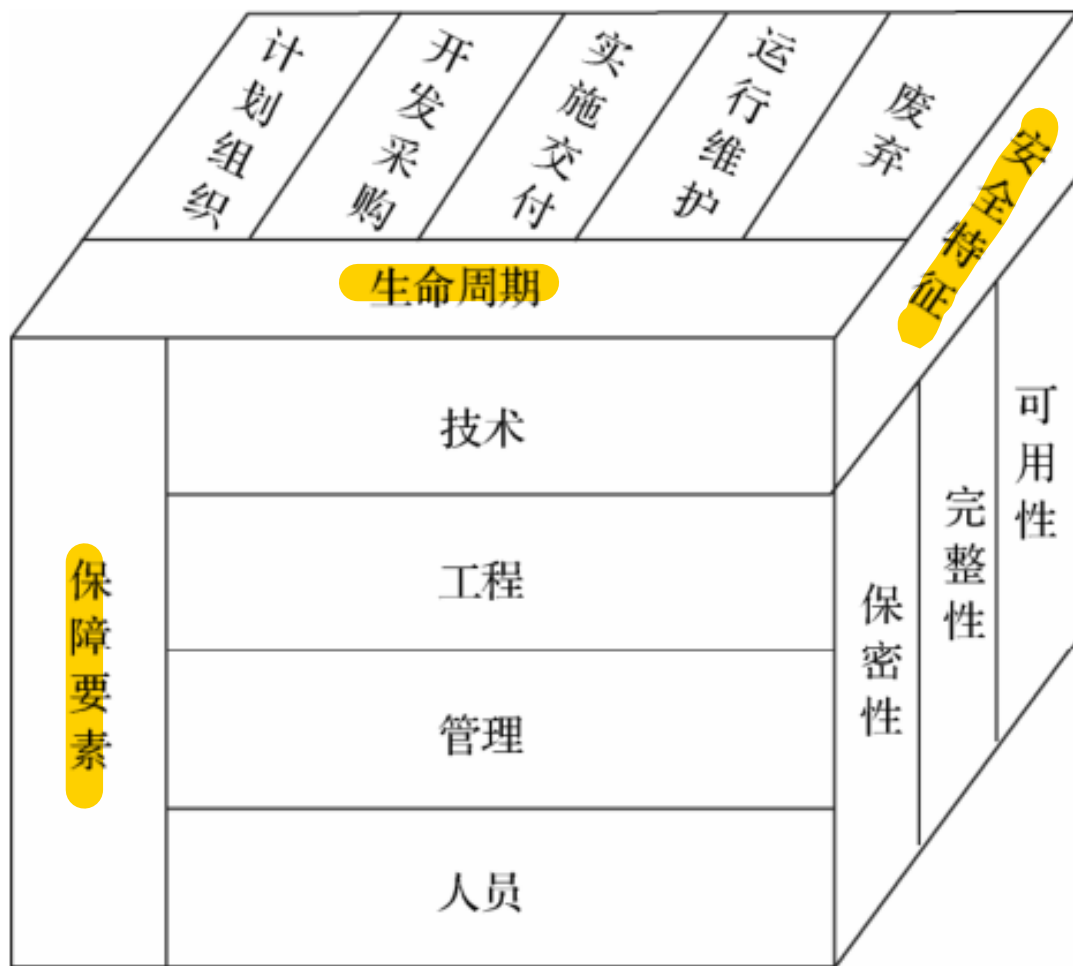 计划组织
开发采购
实施交付
运行维护
废弃
安全特征
生命周期
保障要素
技术
工程
管理
人员
保密性
完整性
可用性